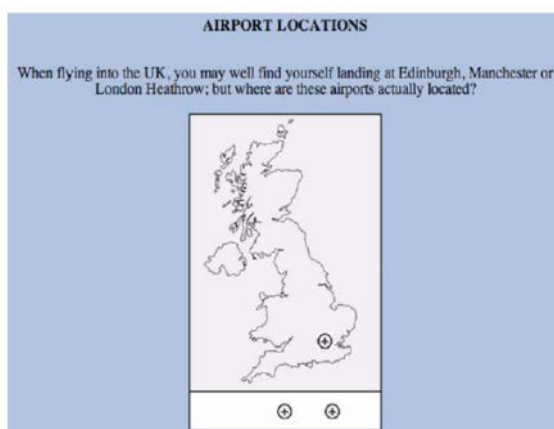 AIRPORT LOCATIONS
When flying into the UK, you may well find yourself landing at Edinburgh, Manchester or
London Heathrow; but where are these airports actually located?